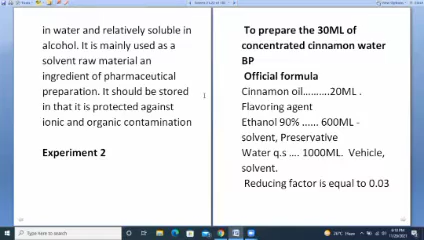 in water and relatively soluble in
alcohol. It is mainly used as a
solvent raw material an
ingredient of pharmaceutical
preparation. It should be stored
in that it is protected against
ionic and organic contamination
Experiment 2
To prepare the 30ML of
concentrated cinnamon water
BP
Official formula
Cinnamon oil..........20ML .
Flavoring agent
Ethanol 90% ...... 600ML -
solvent, Preservative
Water q.s .... 1000ML. Vehicle,
solvent.
Reducing factor is equal to 0.03
Type here to search